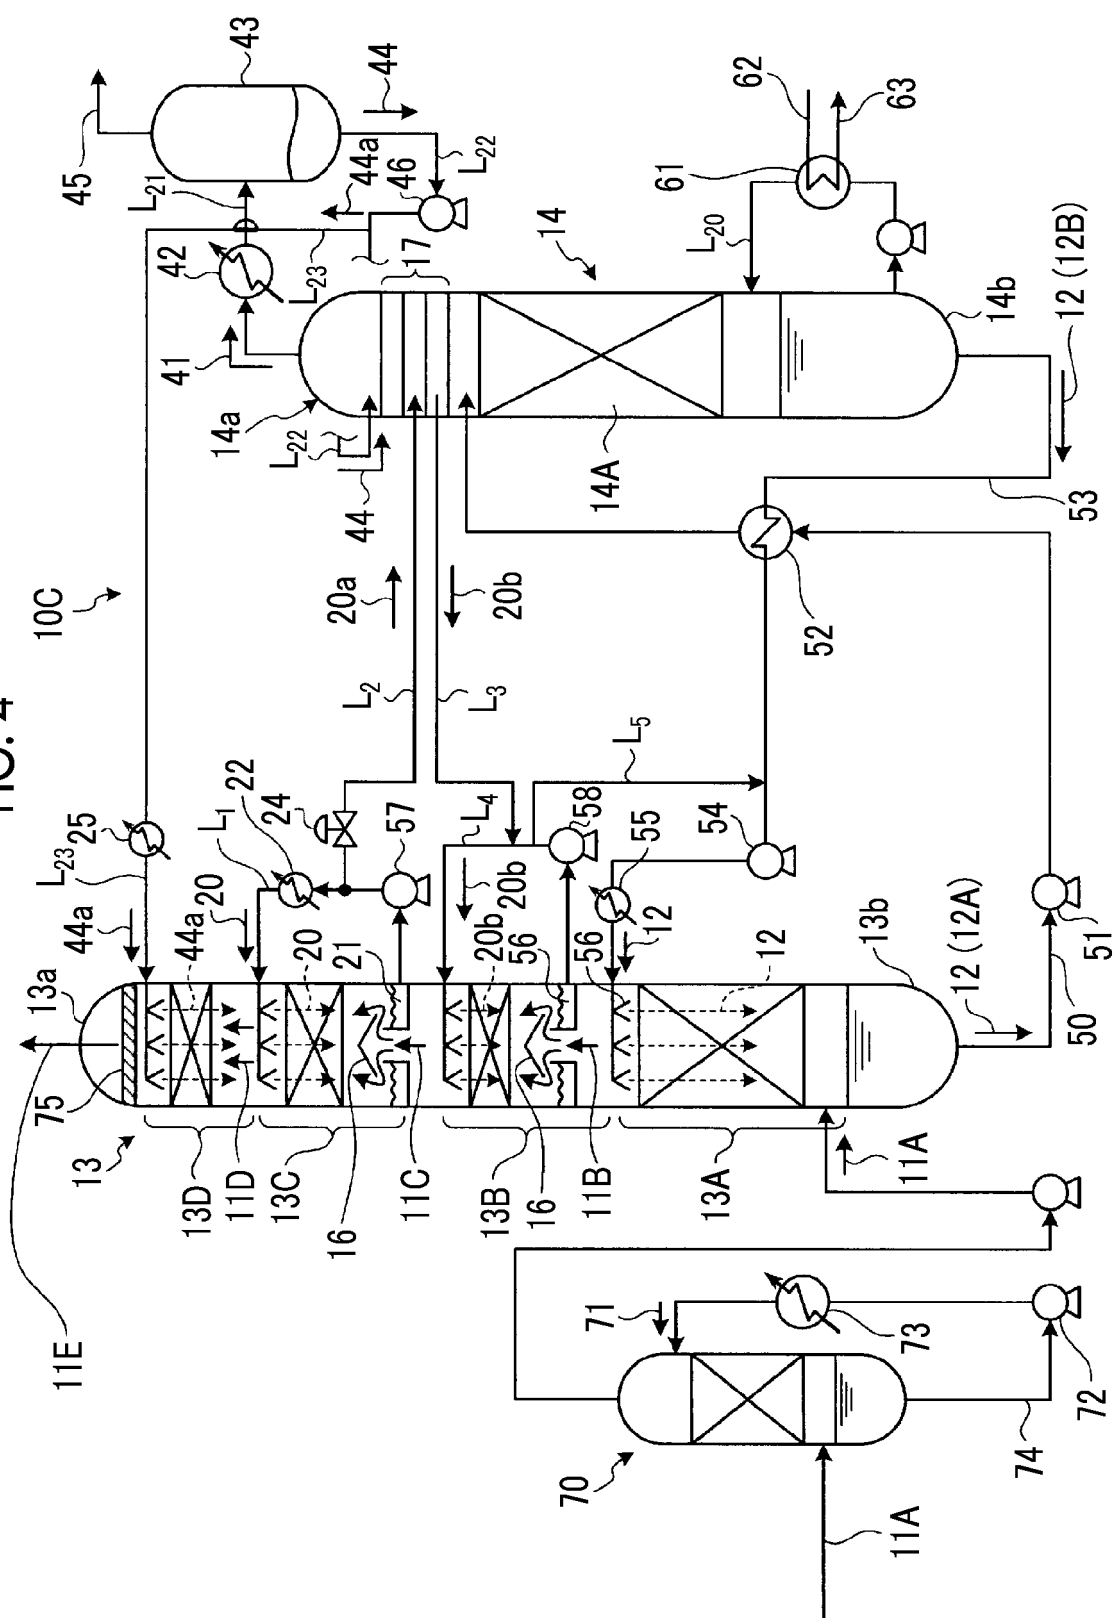 FIG. 4
10C
11E
13
13a
75
13D
11D
13C
16
11C
13B
16
11B
13A
11A
44a
L23
25
44a
20
L1
22
24
20
21
57
20b
L4
20b
56
58
L5
56
12
55
54
12
13b
12 (12A)
50
51
L2
L3
20a
20b
52
53
12 (12B)
14
14a
14b
14A
17
L22
44
41
42
L23
L21
45
43
44
L22
44a
46
L20
61
62
63
70
71
72
73
74
11A